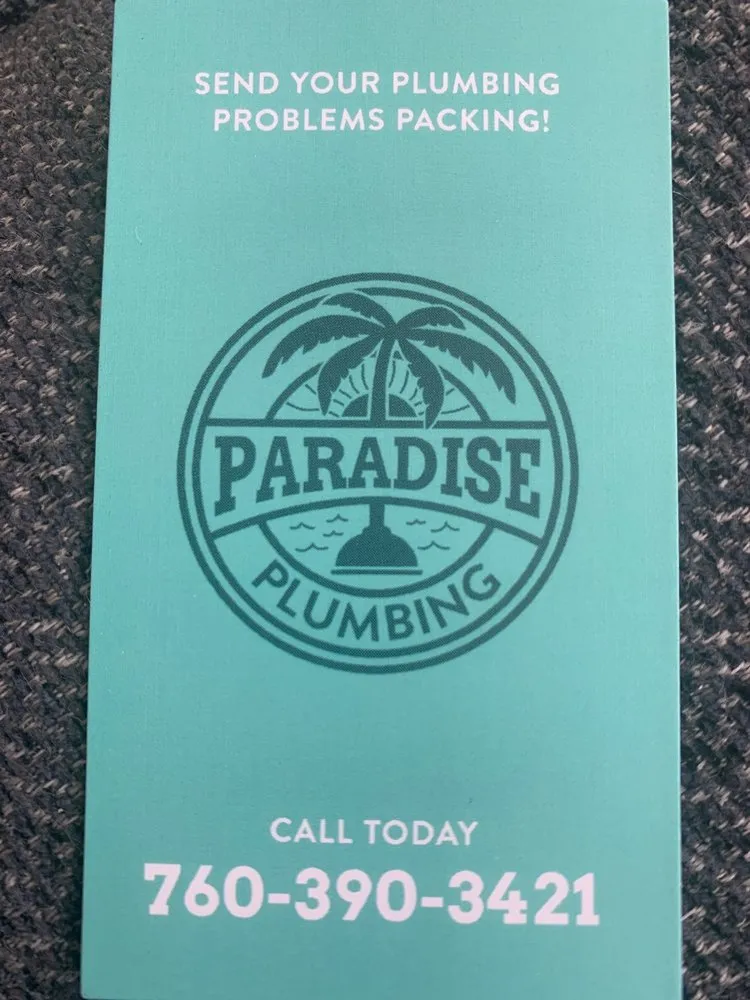 SEND YOUR PLUMBING
PROBLEMS PACKING!
PARADISE
PLUMBING
CALL TODAY
760-390-3421